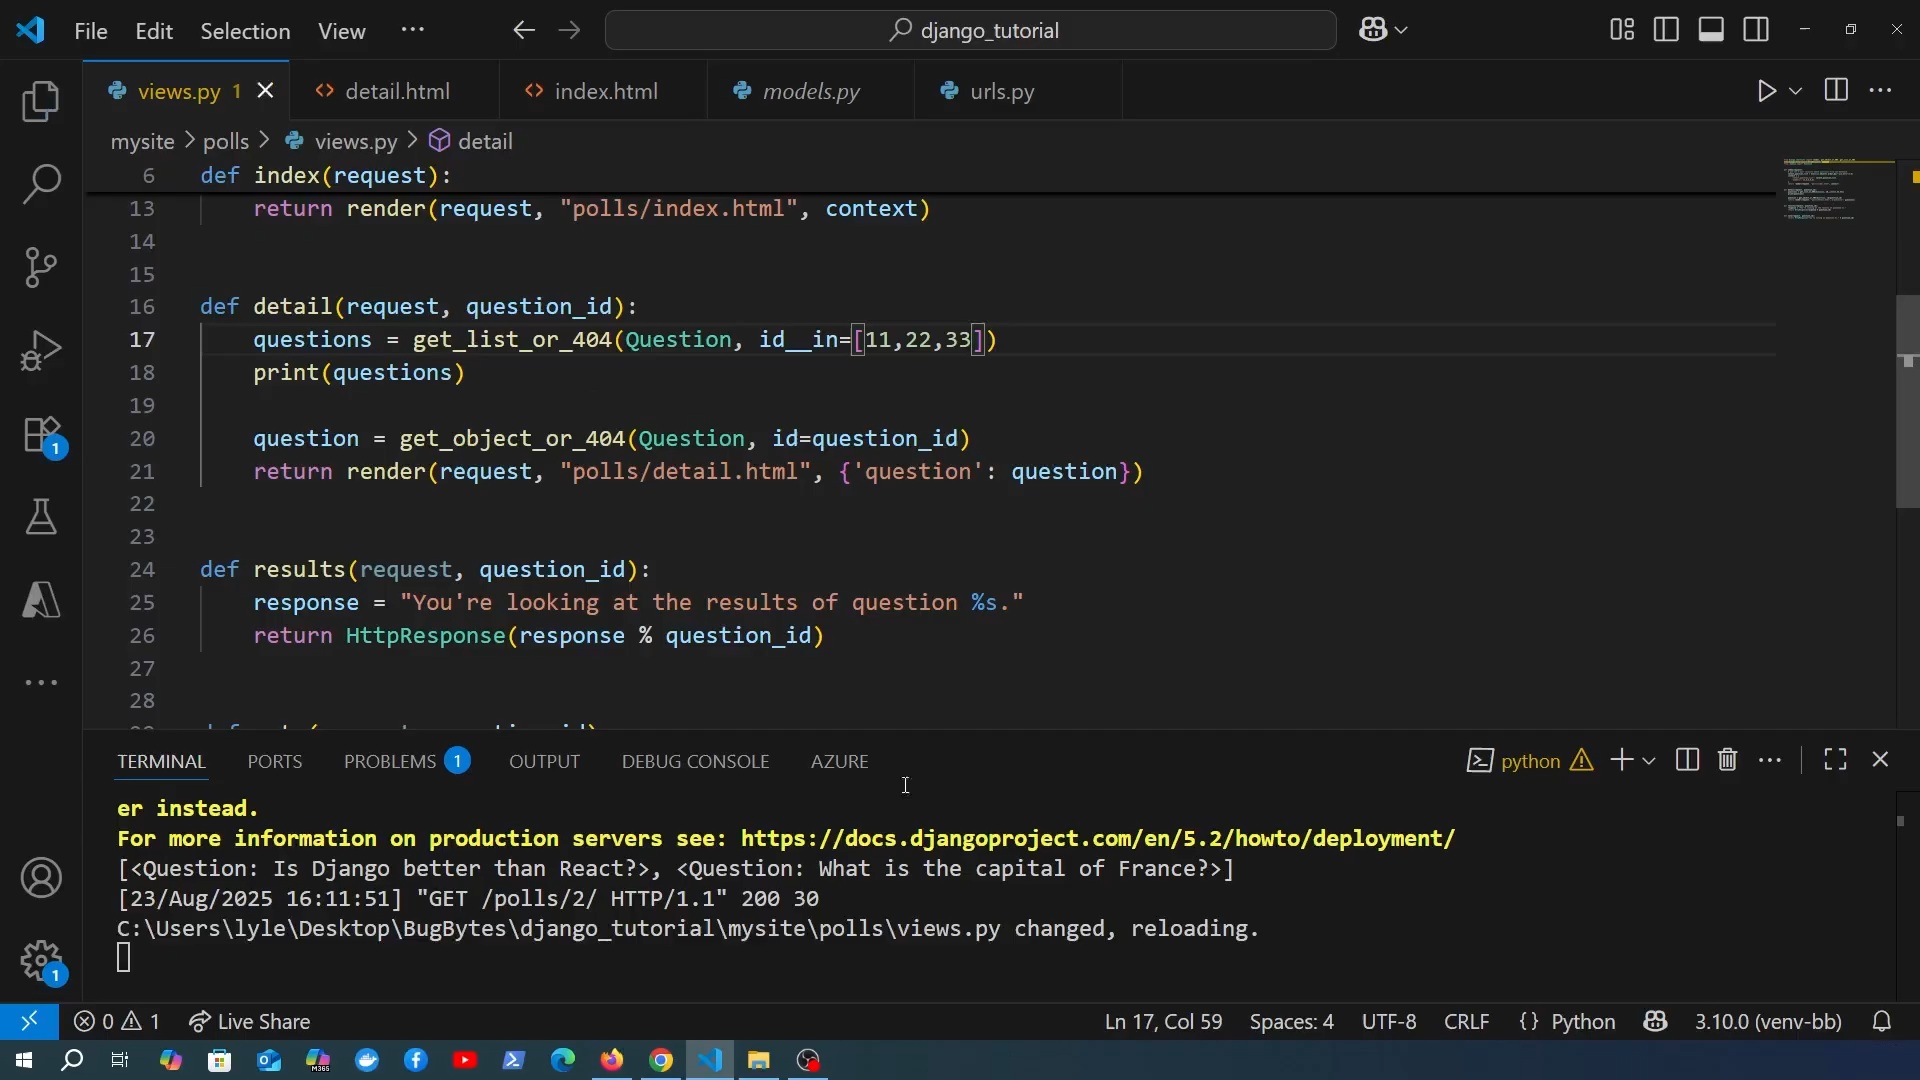 File Edit Selection View ··· django_tutorial
views.py 1 detail.html index.html models.py urls.py
mysite > polls > views.py > detail
6 def index(request):
13 return render(request, "polls/index.html", context)
14
15
16 def detail(request, question_id):
17 questions = get_list_or_404(Question, id__in=[11,22,33])
18 print(questions)
19
20 question = get_object_or_404(Question, id=question_id)
21 return render(request, "polls/detail.html", {'question': question})
22
23
24 def results(request, question_id):
25 response = "You're looking at the results of question %s."
26 return HttpResponse(response % question_id)
27
28
TERMINAL PORTS PROBLEMS 1 OUTPUT DEBUG CONSOLE AZURE python
er instead.
For more information on production servers see: https://docs.djangoproject.com/en/5.2/howto/deployment/
[<Question: Is Django better than React?>, <Question: What is the capital of France?>]
[23/Aug/2025 16:11:51] "GET /polls/2/ HTTP/1.1" 200 30
C:\Users\lyle\Desktop\BugBytes\django_tutorial\mysite\polls\views.py changed, reloading.
1
1
0 1 Live Share Ln 17, Col 59 Spaces: 4 UTF-8 CRLF {} Python 3.10.0 (venv-bb)
M365